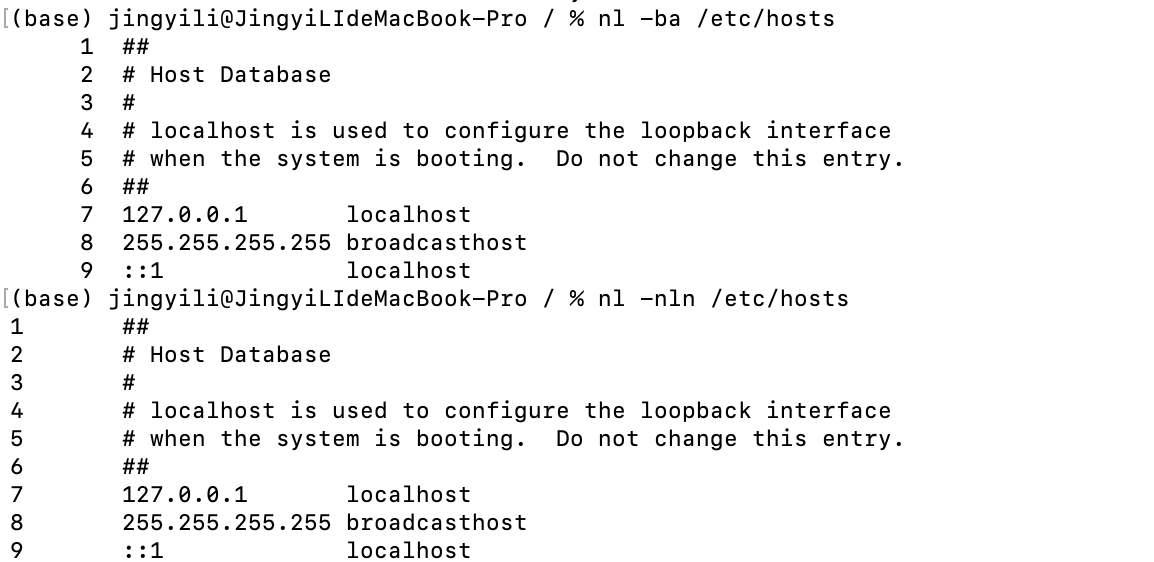 [(base) jingyili@JingyiLIdeMacBook-Pro / % nl -ba /etc/hosts
     1  ##
     2  # Host Database
     3  #
     4  # localhost is used to configure the loopback interface
     5  # when the system is booting.  Do not change this entry.
     6  ##
     7  127.0.0.1       localhost
     8  255.255.255.255 broadcasthost
     9  ::1             localhost
[(base) jingyili@JingyiLIdeMacBook-Pro / % nl -nln /etc/hosts
1       ##
2       # Host Database
3       #
4       # localhost is used to configure the loopback interface
5       # when the system is booting.  Do not change this entry.
6       ##
7       127.0.0.1       localhost
8       255.255.255.255 broadcasthost
9       ::1             localhost